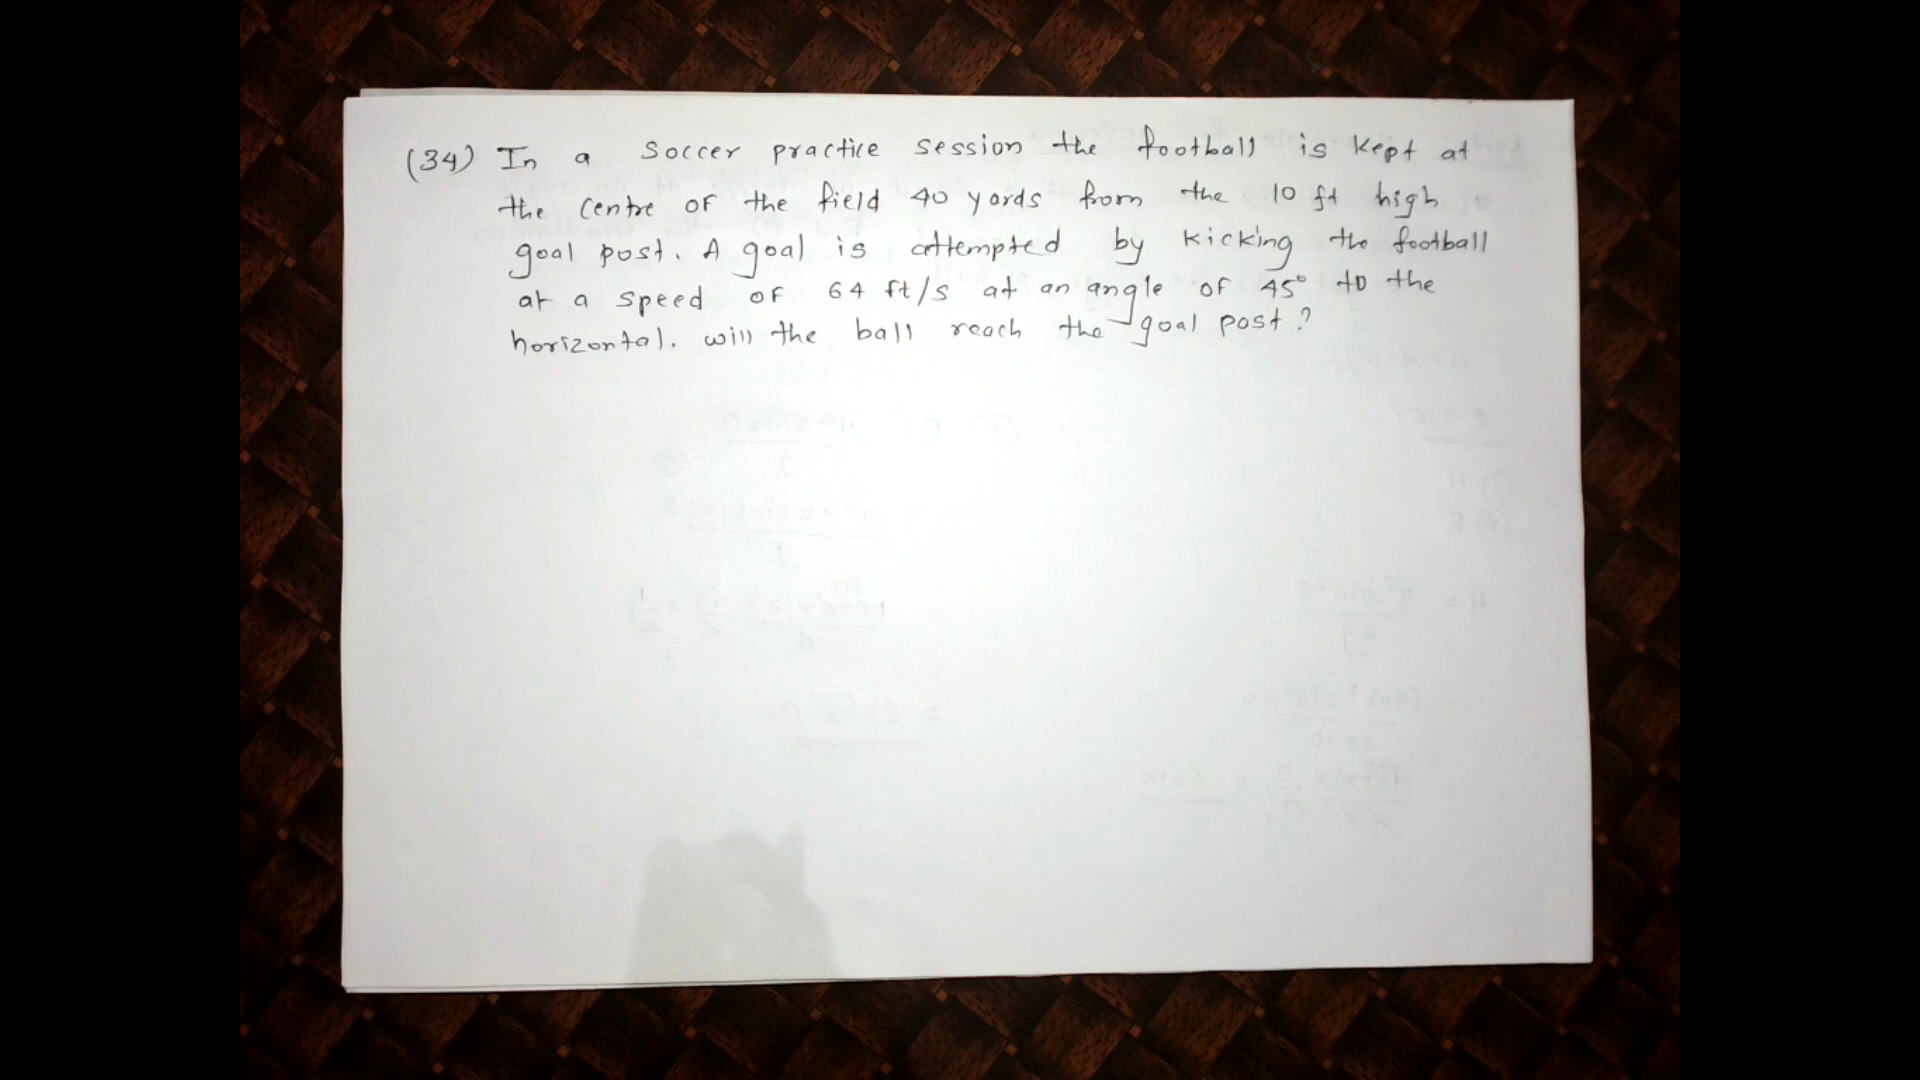 (34) In a soccer practice session the football is kept at
the centre of the field 40 yards from the 10 ft high
goal post. A goal is attempted by kicking the football
at a speed of 64 ft/s at an angle of 45° to the
horizontal. will the ball reach the goal post?